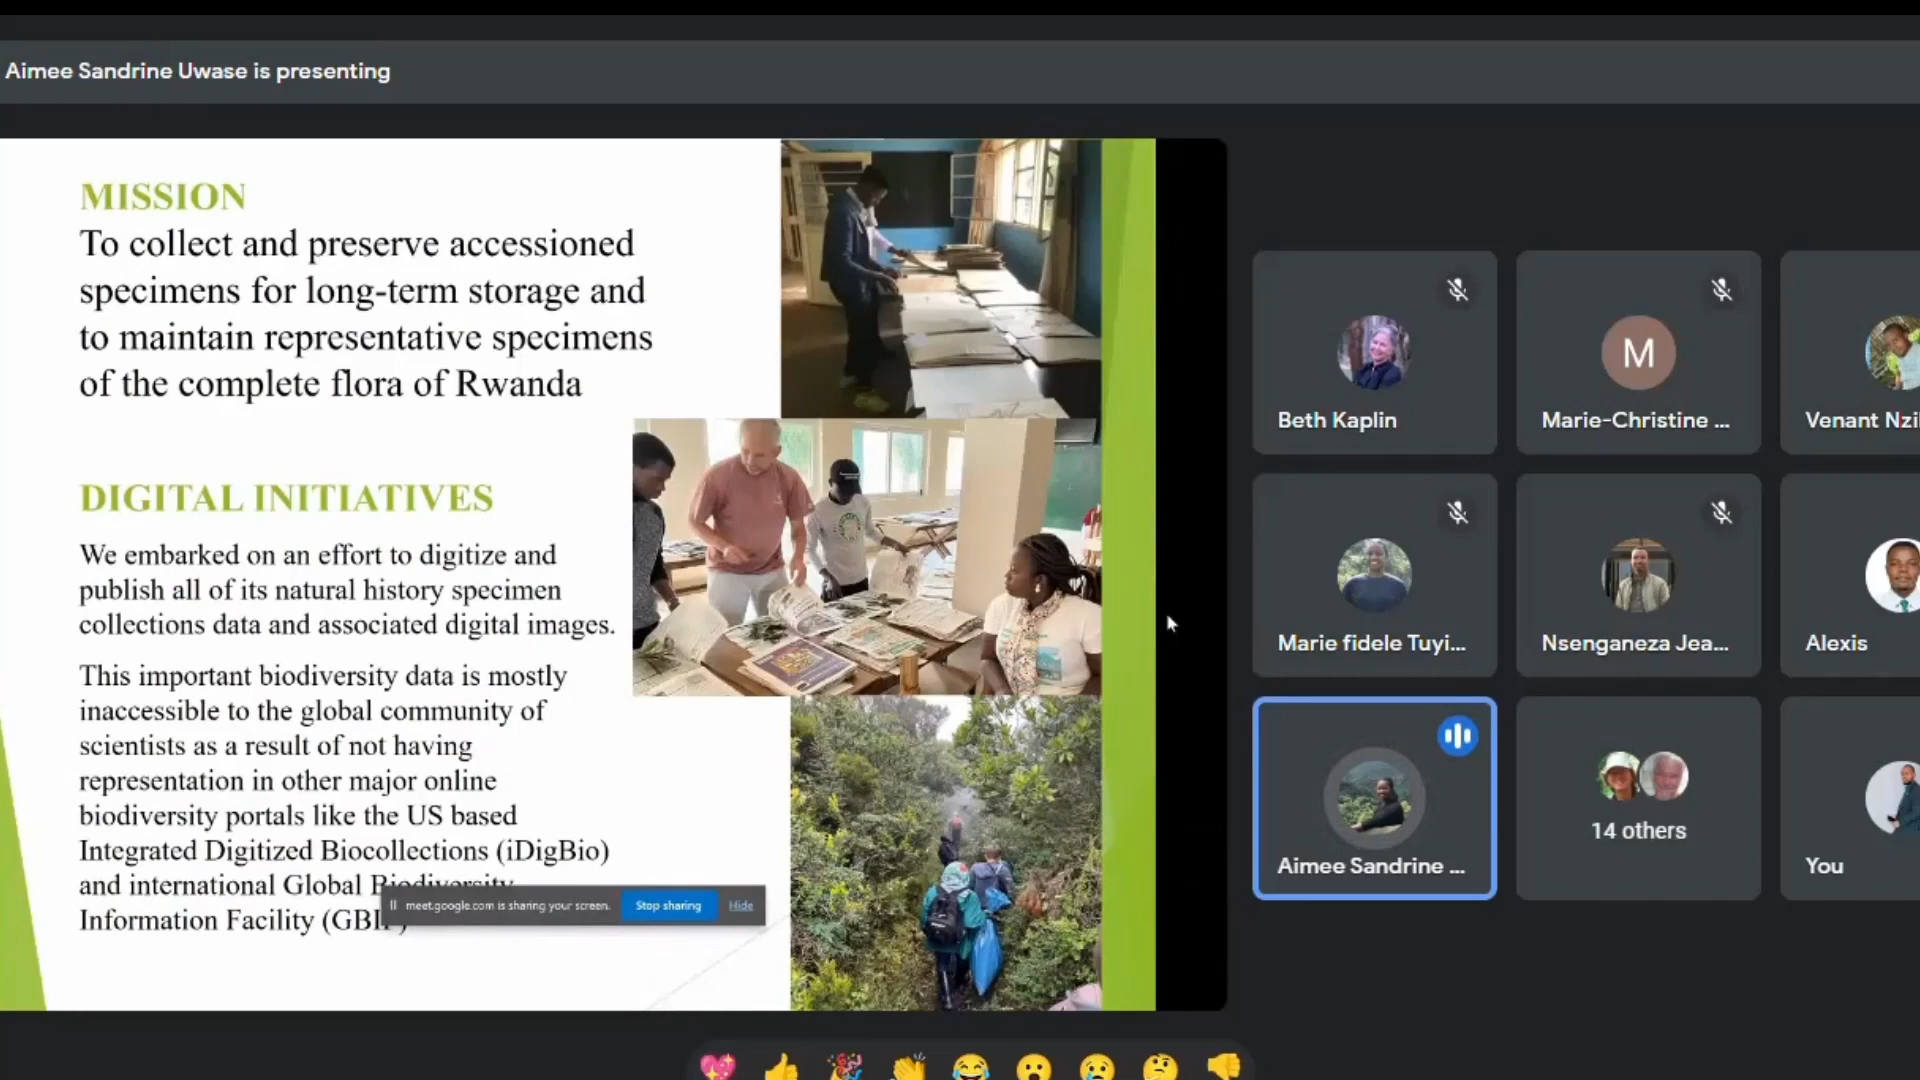 Aimee Sandrine Uwase is presenting
MISSION
To collect and preserve accessioned
specimens for long-term storage and
to maintain representative specimens
of the complete flora of Rwanda
DIGITAL INITIATIVES
We embarked on an effort to digitize and
publish all of its natural history specimen
collections data and associated digital images.
This important biodiversity data is mostly
inaccessible to the global community of
scientists as a result of not having
representation in other major online
biodiversity portals like the US based
Integrated Digitized Biocollections (iDigBio)
and international Global Biodiversity
Information Facility (GBIF)
meet.google.com is sharing your screen.
Stop sharing
Hide
Beth Kaplin
M
Marie-Christine ...
Venant Nzi
Marie fidele Tuyi...
Nsenganeza Jea...
Alexis
Aimee Sandrine ...
14 others
You